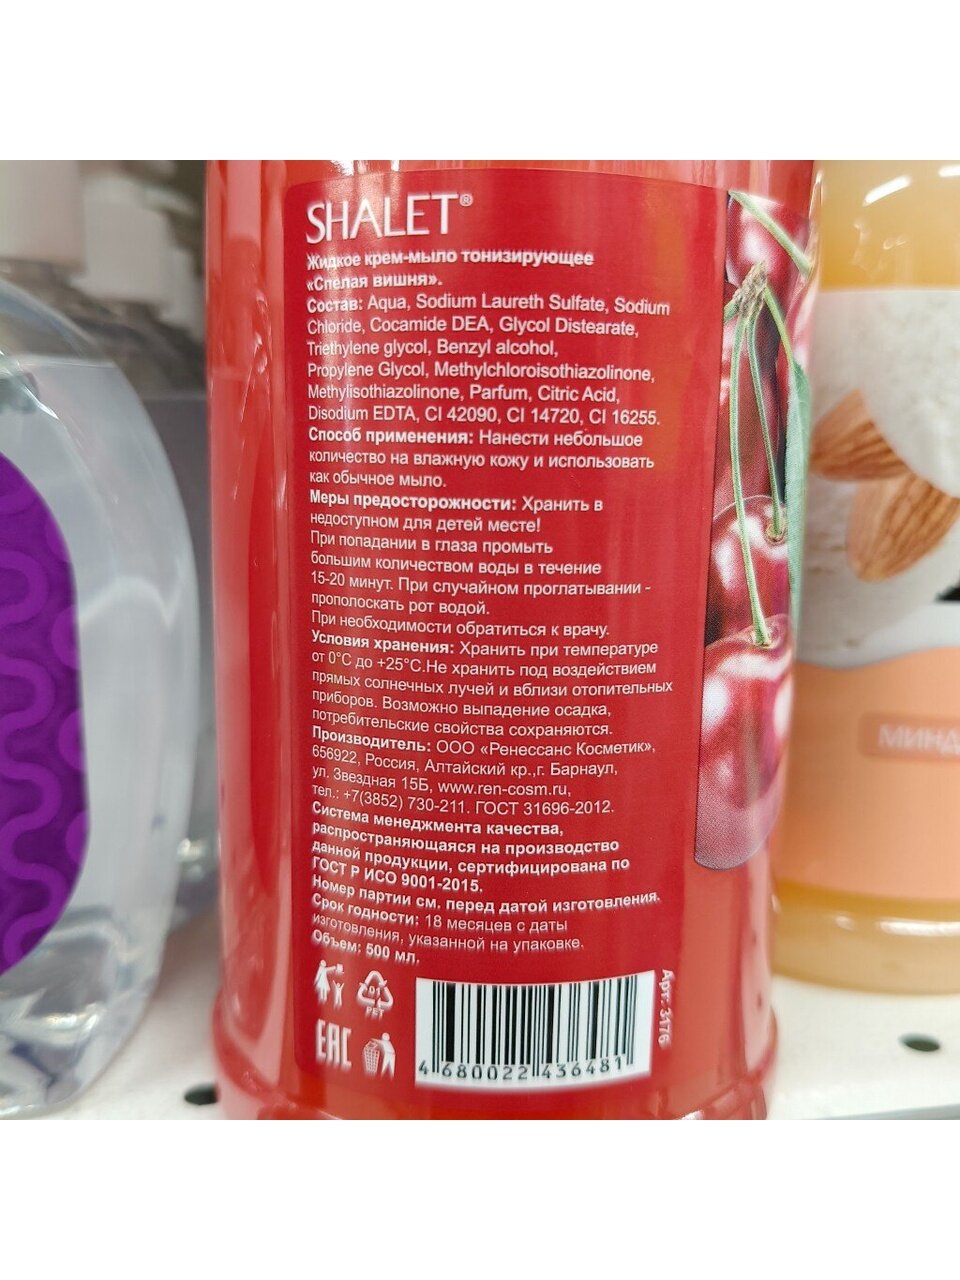 SHALET®
Жидкое крем-мыло тонизирующее
«Спелая вишня».
Состав: Aqua, Sodium Laureth Sulfate, Sodium
Chloride, Cocamide DEA, Glycol Distearate,
Triethylene glycol, Benzyl alcohol,
Propylene Glycol, Methylchloroisothiazolinone,
Methylisothiazolinone, Parfum, Citric Acid,
Disodium EDTA, CI 42090, CI 14720, CI 16255.
Способ применения: Нанести небольшое
количество на влажную кожу и использовать
как обычное мыло.
Меры предосторожности: Хранить в
недоступном для детей месте!
При попадании в глаза промыть
большим количеством воды в течение
15-20 минут. При случайном проглатывании -
прополоскать рот водой.
При необходимости обратиться к врачу.
Условия хранения: Хранить при температуре
от 0°С до +25°С.Не хранить под воздействием
прямых солнечных лучей и вблизи отопительных
приборов. Возможно выпадение осадка,
потребительские свойства сохраняются.
Производитель: ООО «Ренессанс Косметик»,
656922, Россия, Алтайский кр.,г. Барнаул,
ул. Звездная 15Б, www.ren-cosm.ru,
тел.: +7(3852) 730-211. ГОСТ 31696-2012.
Система менеджмента качества,
распространяющаяся на производство
данной продукции, сертифицирована по
ГОСТ Р ИСО 9001-2015.
Номер партии см. перед датой изготовления.
Срок годности: 18 месяцев с даты
изготовления, указанной на упаковке.
Объем: 500 мл.
01
PET
EAC
4 680022 436481
Арт.: 3176
МИНД